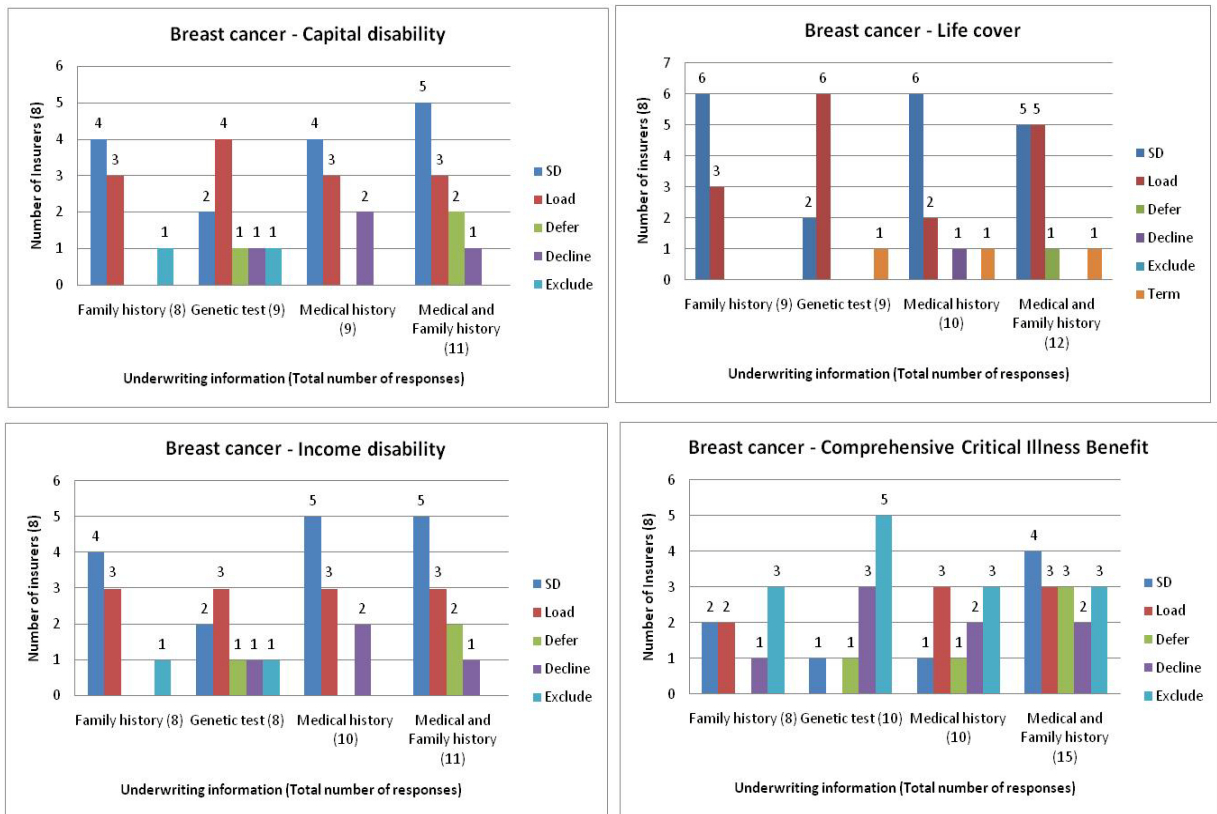 Breast cancer - Capital disability
Number of Insurers (8)
6
5
4
3
2
1
0
4
3
1
2
4
1
1
1
4
3
2
5
3
2
1
Family history (8)
Genetic test (9)
Medical history
(9)
Medical and
Family history
(11)
Underwriting information (Total number of responses)
SD
Load
Defer
Decline
Exclude
Breast cancer - Life cover
Number of insurers (8)
7
6
5
4
3
2
1
0
6
3
2
6
1
6
2
1
1
5
5
1
1
Family history (9)
Genetic test (9)
Medical history
(10)
Medical and
Family history
(12)
Underwriting information (Total number of responses)
SD
Load
Defer
Decline
Exclude
Term
Breast cancer - Income disability
Number of insurers (8)
6
5
4
3
2
1
0
4
3
1
2
3
1
1
1
5
3
2
5
3
2
1
Family history (8)
Genetic test (8)
Medical history
(10)
Medical and
Family history
(11)
Underwriting information (Total number of responses)
SD
Load
Defer
Decline
Exclude
Breast cancer - Comprehensive Critical Illness Benefit
Number of insurers (8)
6
5
4
3
2
1
0
2
2
1
3
1
1
3
5
1
3
1
2
3
4
3
3
2
3
Family history (8)
Genetic test (10)
Medical history
(10)
Medical and
Family history
(15)
Underwriting information (Total number of responses)
SD
Load
Defer
Decline
Exclude